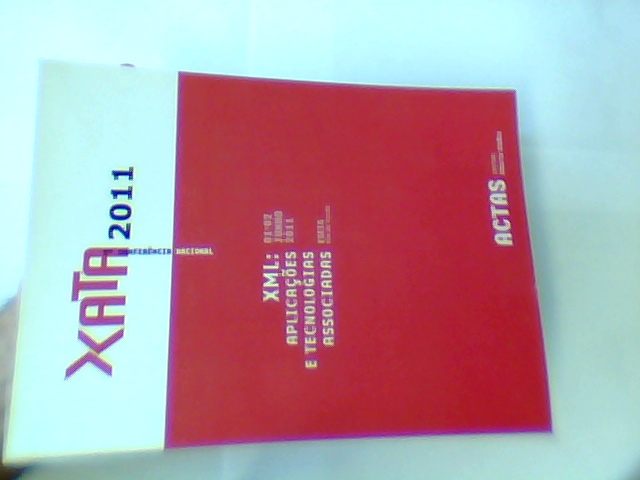 XATA 2011
CONFERÊNCIA NACIONAL
XML:
APLICAÇÕES
E TECNOLOGIAS
ASSOCIADAS
01·02
JUNHO
2011
ACTAS